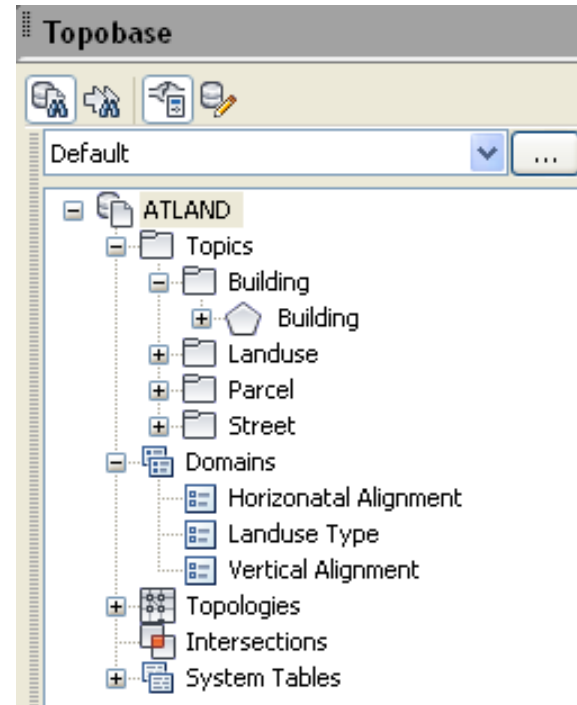 Topobase
Default
...
ATLAND
Topics
Building
Building
Landuse
Parcel
Street
Domains
Horizonatal Alignment
Landuse Type
Vertical Alignment
Topologies
Intersections
System Tables